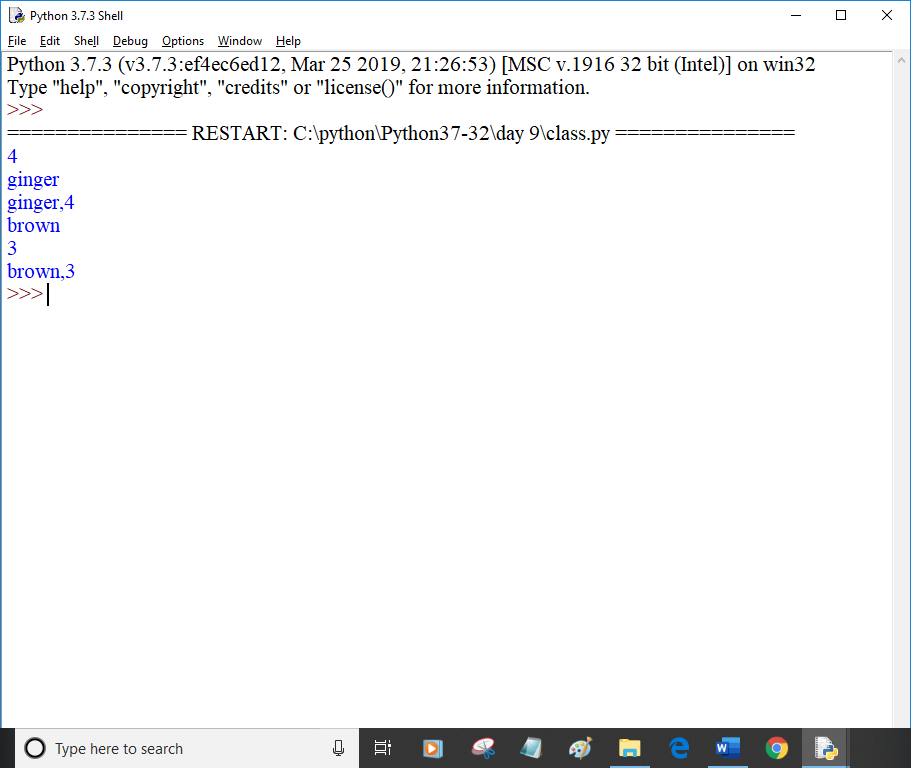 Python 3.7.3 Shell
File Edit Shell Debug Options Window Help
Python 3.7.3 (v3.7.3:ef4ec6ed12, Mar 25 2019, 21:26:53) [MSC v.1916 32 bit (Intel)] on win32
Type "help", "copyright", "credits" or "license()" for more information.
>>>
=============== RESTART: C:\python\Python37-32\day 9\class.py ===============
4
ginger
ginger,4
brown
3
brown,3
>>>
Type here to search